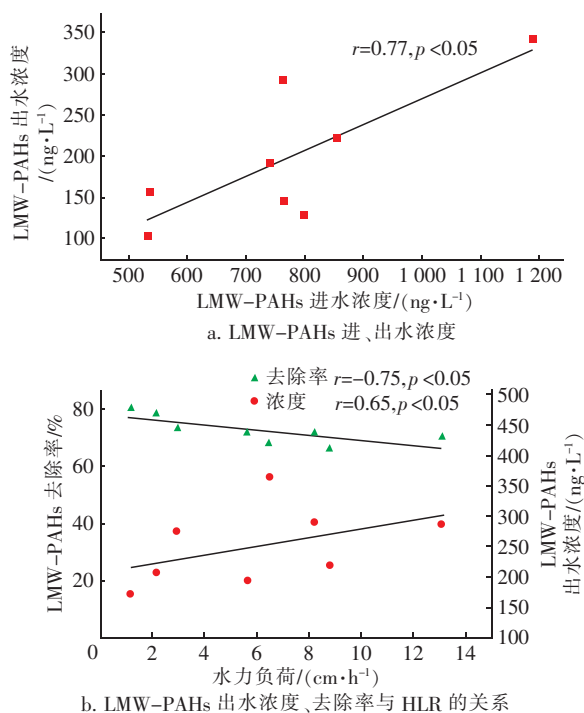 350
300
250
200
150
100
LMW-PAHs 出水浓度
/(ng·L⁻¹)
r=0.77,p<0.05
500 600 700 800 900 1 000 1 100 1 200
LMW-PAHs 进水浓度/(ng·L⁻¹)
a. LMW-PAHs 进、出水浓度
去除率 r=-0.75,p<0.05
浓度 r=0.65,p<0.05
80
60
40
20
LMW-PAHs 去除率/%
500
450
400
350
300
250
200
150
100
LMW-PAHs
出水浓度/(ng·L⁻¹)
0 2 4 6 8 10 12 14
水力负荷/(cm·h⁻¹)
b. LMW-PAHs 出水浓度、去除率与 HLR 的关系